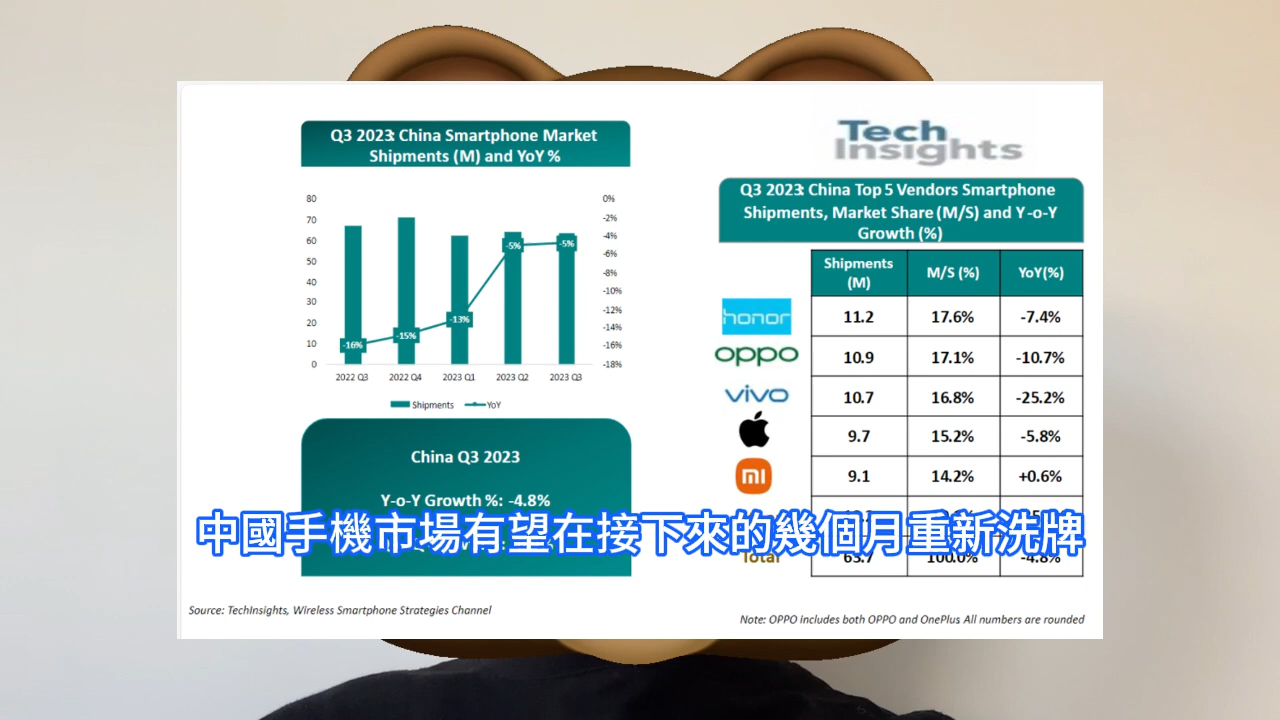 Q3 2023: China Smartphone Market
Shipments (M) and YoY %
80
70
60
50
40
30
20
10
0
0%
-2%
-4%
-6%
-8%
-10%
-12%
-14%
-16%
-18%
-16%
-15%
-13%
-5%
-5%
2022 Q3
2022 Q4
2023 Q1
2023 Q2
2023 Q3
Shipments
YoY
China Q3 2023
Y-o-Y Growth %: -4.8%
Source: TechInsights, Wireless Smartphone Strategies Channel
Tech
Insights
Q3 2023: China Top 5 Vendors Smartphone
Shipments, Market Share (M/S) and Y-o-Y
Growth (%)
Shipments (M) M/S (%) YoY(%)
honor 11.2 17.6% -7.4%
oppo 10.9 17.1% -10.7%
vivo 10.7 16.8% -25.2%
9.7 15.2% -5.8%
mi 9.1 14.2% +0.6%
Total 63.7 100.0% -4.8%
Note: OPPO includes both OPPO and OnePlus All numbers are rounded
中國手機市場有望在接下來的幾個月重新洗牌